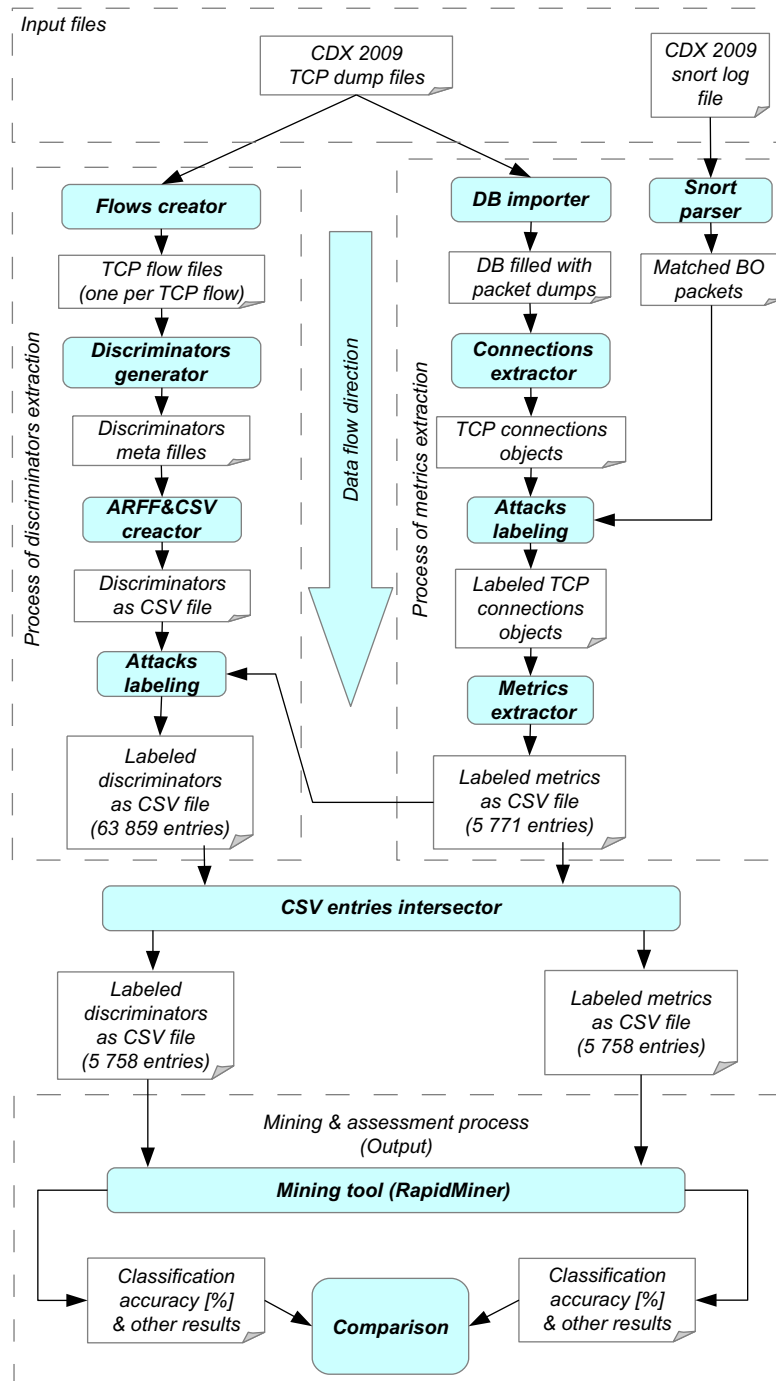 Input files
CDX 2009
TCP dump files
CDX 2009
snort log
file
Process of discriminators extraction
Flows creator
TCP flow files
(one per TCP flow)
Discriminators
generator
Discriminators
meta filles
ARFF&CSV
creactor
Discriminators
as CSV file
Attacks
labeling
Labeled
discriminators
as CSV file
(63 859 entries)
Data flow direction
Process of metrics extraction
DB importer
DB filled with
packet dumps
Connections
extractor
TCP connections
objects
Attacks
labeling
Labeled TCP
connections
objects
Metrics
extractor
Labeled metrics
as CSV file
(5 771 entries)
Snort
parser
Matched BO
packets
CSV entries intersector
Labeled
discriminators
as CSV file
(5 758 entries)
Labeled metrics
as CSV file
(5 758 entries)
Mining & assessment process
(Output)
Mining tool (RapidMiner)
Classification
accuracy [%]
& other results
Comparison
Classification
accuracy [%]
& other results